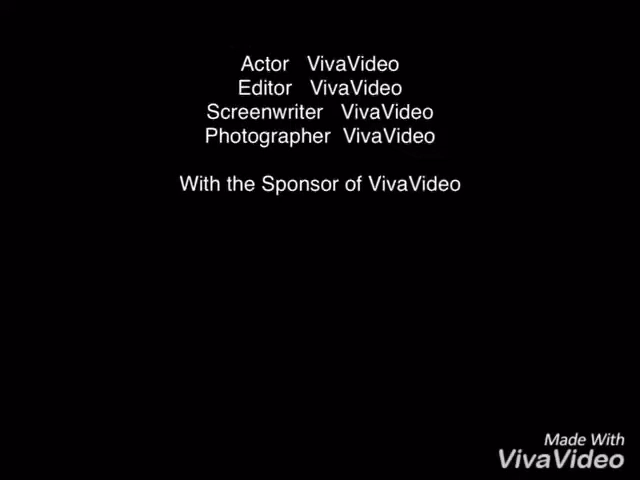 Actor VivaVideo
Editor VivaVideo
Screenwriter VivaVideo
Photographer VivaVideo
With the Sponsor of VivaVideo
Made With
VivaVideo